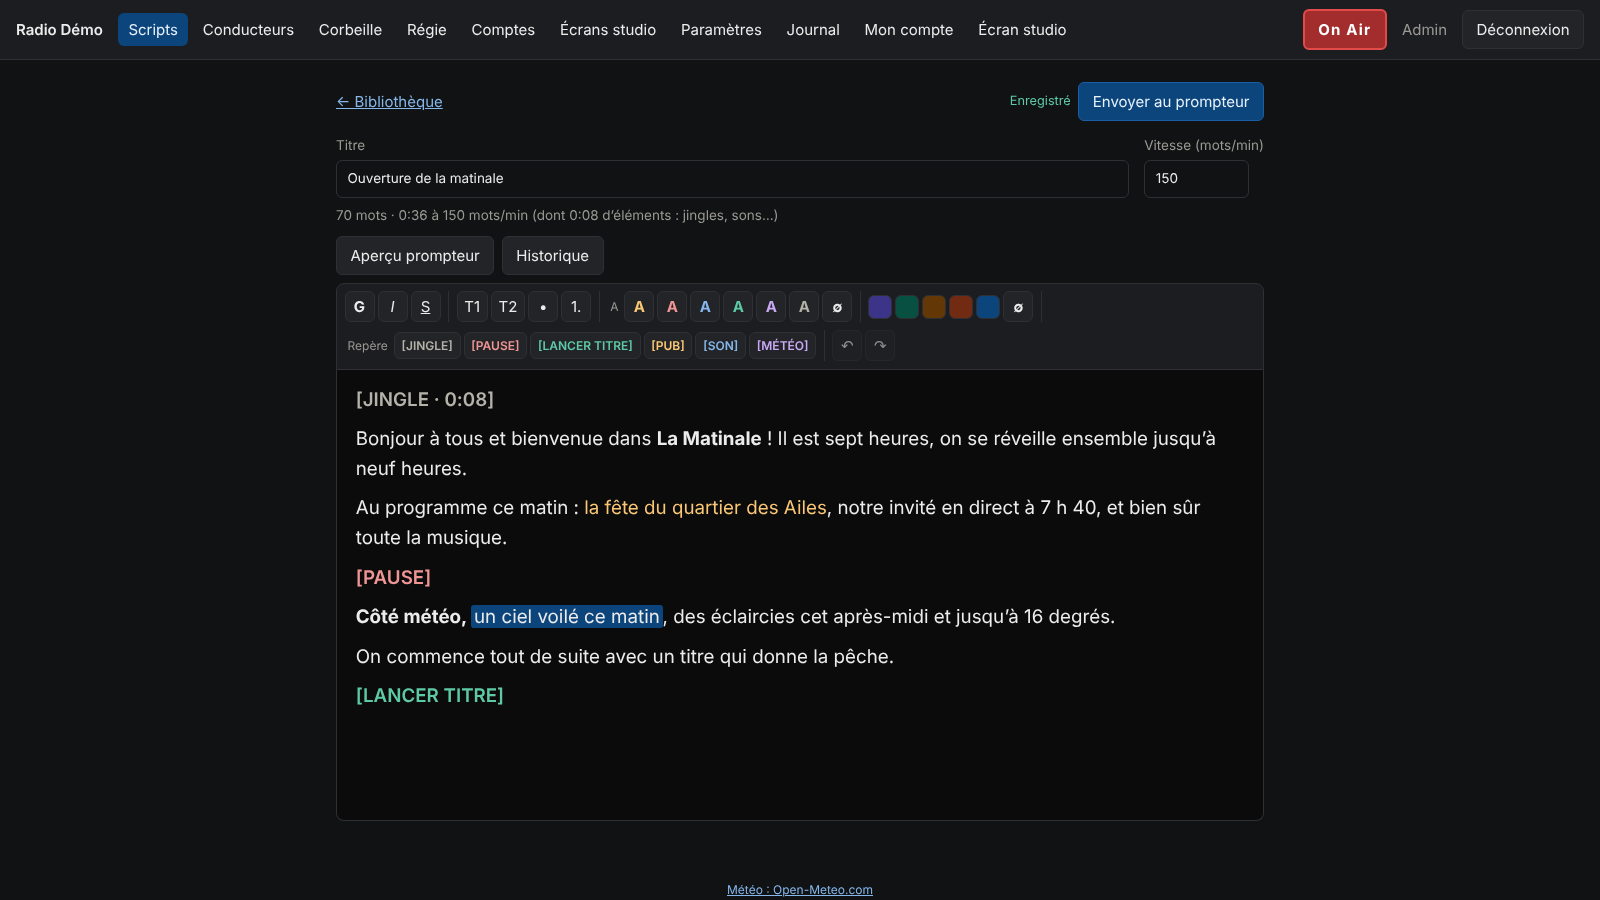 Radio Démo Scripts Conducteurs Corbeille Régie Comptes Écrans studio Paramètres Journal Mon compte Écran studio On Air Admin Déconnexion
← Bibliothèque Enregistré Envoyer au prompteur
Titre Vitesse (mots/min)
Ouverture de la matinale 150
70 mots · 0:36 à 150 mots/min (dont 0:08 d’éléments : jingles, sons…)
Aperçu prompteur Historique
G I S T1 T2 • 1. A A A A A A A ø ø
Repère [JINGLE] [PAUSE] [LANCER TITRE] [PUB] [SON] [MÉTÉO] ↶ ↷
[JINGLE · 0:08]
Bonjour à tous et bienvenue dans La Matinale ! Il est sept heures, on se réveille ensemble jusqu’à
neuf heures.
Au programme ce matin : la fête du quartier des Ailes, notre invité en direct à 7 h 40, et bien sûr
toute la musique.
[PAUSE]
Côté météo, un ciel voilé ce matin, des éclaircies cet après-midi et jusqu’à 16 degrés.
On commence tout de suite avec un titre qui donne la pêche.
[LANCER TITRE]
Météo : Open-Meteo.com